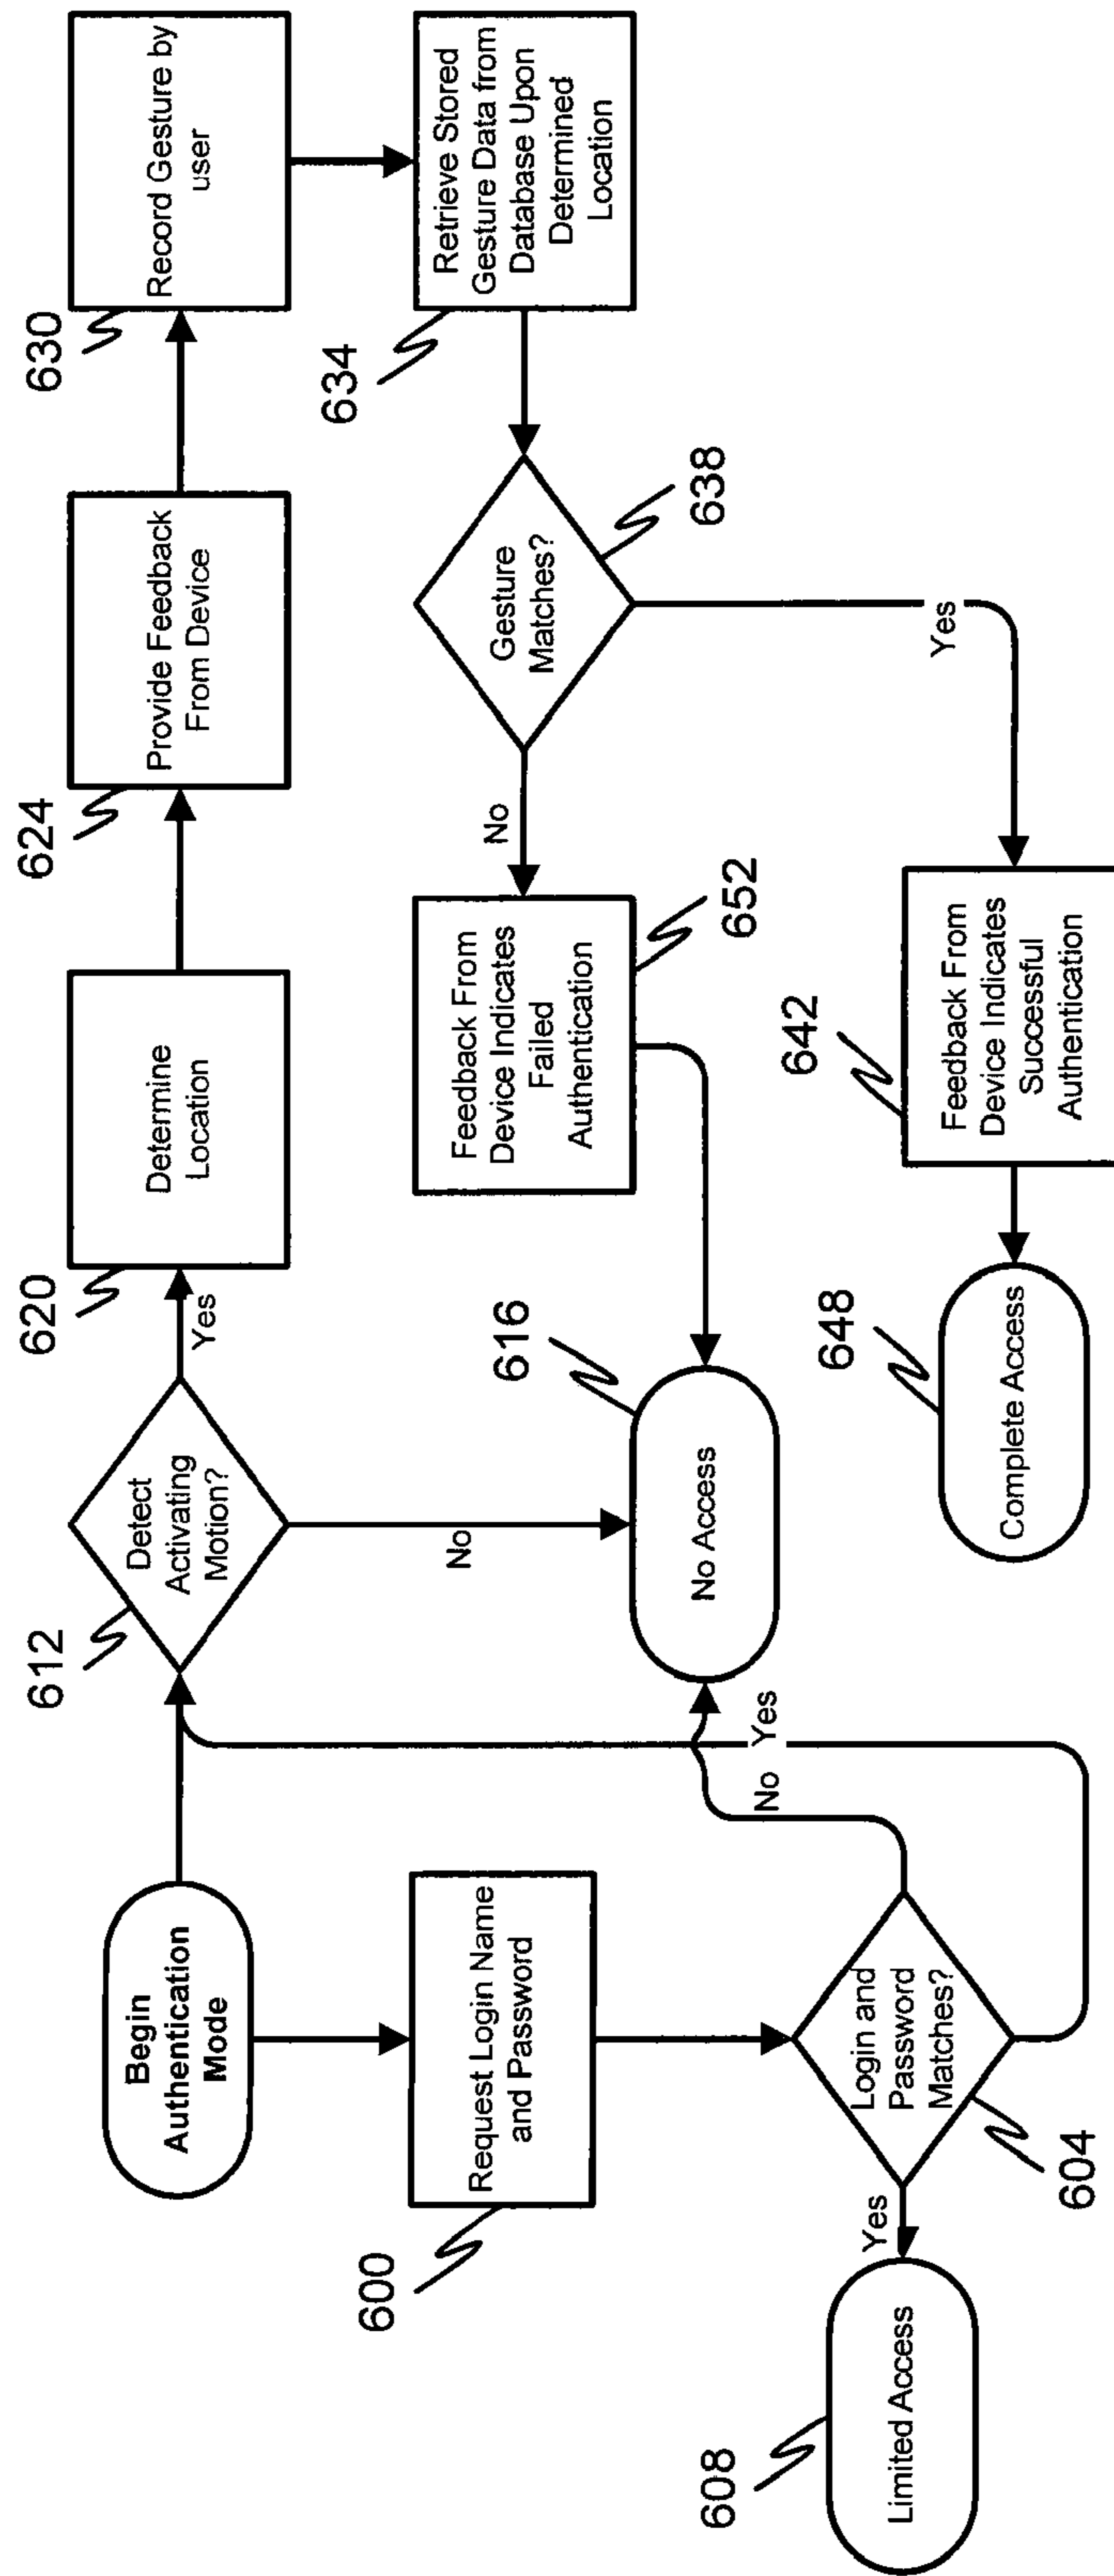 Begin
Authentication
Mode
612
Detect
Activating
Motion?
Yes
No
620
Determine
Location
624
Provide Feedback
From Device
630
Record Gesture by
user
600
Request Login Name
and Password
616
No Access
634
Retrieve Stored
Gesture Data from
Database Upon
Determined
Location
638
Gesture
Matches?
No
Yes
652
Feedback From
Device Indicates
Failed
Authentication
604
Login and
Password
Matches?
Yes
No
Yes
608
Limited Access
642
Feedback From
Device Indicates
Successful
Authentication
648
Complete Access